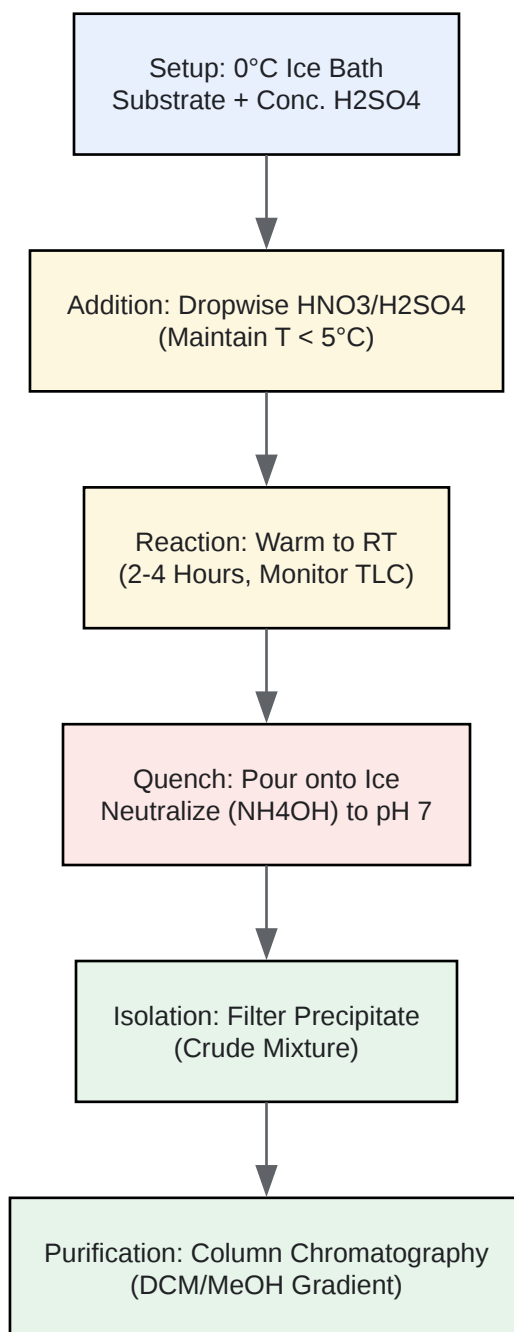 Setup: 0°C Ice Bath
Substrate + Conc. H2SO4
Addition: Dropwise HNO3/H2SO4
(Maintain T < 5°C)
Reaction: Warm to RT
(2-4 Hours, Monitor TLC)
Quench: Pour onto Ice
Neutralize (NH4OH) to pH 7
Isolation: Filter Precipitate
(Crude Mixture)
Purification: Column Chromatography
(DCM/MeOH Gradient)